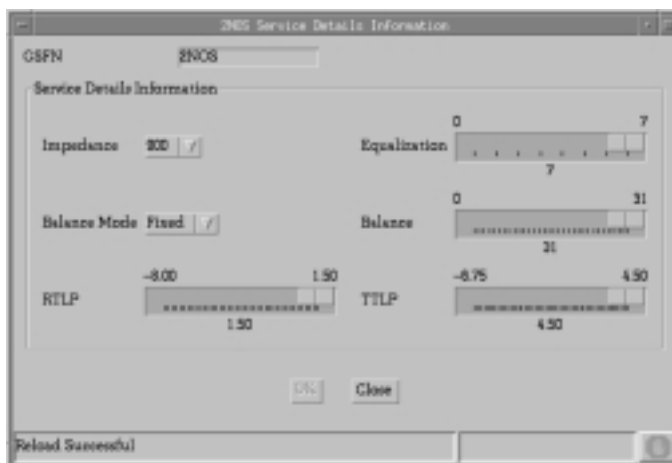 2NOS Service Details Information
GSFN 2NOS
Service Details Information
Impedance 900 Equalization 0 7
7
Balance Mode Fixed Balance 0 31
31
RTLP -8.00 1.50 TTLP -8.75 4.50
1.50 4.50
OK Close
Reload Successful